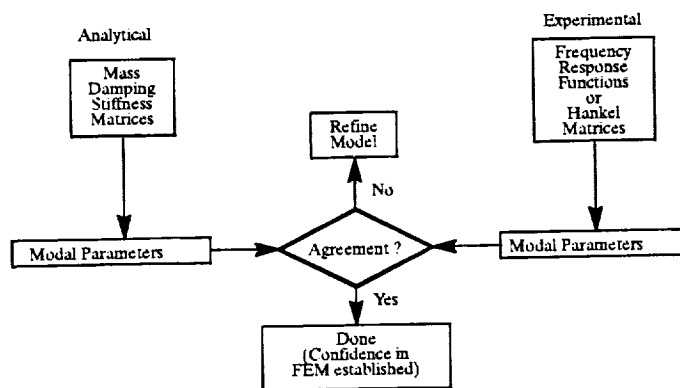 Analytical
Mass
Damping
Stiffness
Matrices
Experimental
Frequency
Response
Functions
or
Hankel
Matrices
Refine
Model
No
Modal Parameters
Agreement ?
Modal Parameters
Yes
Done
(Confidence in
FEM established)